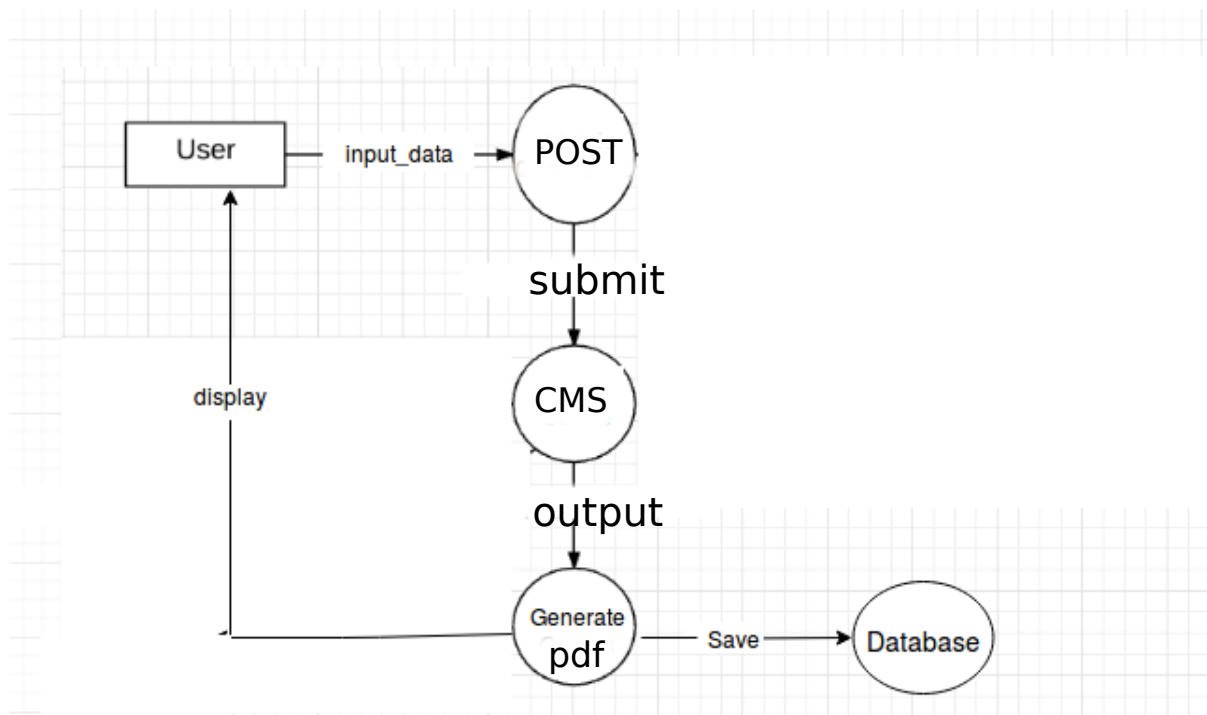 User
input_data
POST
submit
display
CMS
output
Generate
pdf
Save
Database